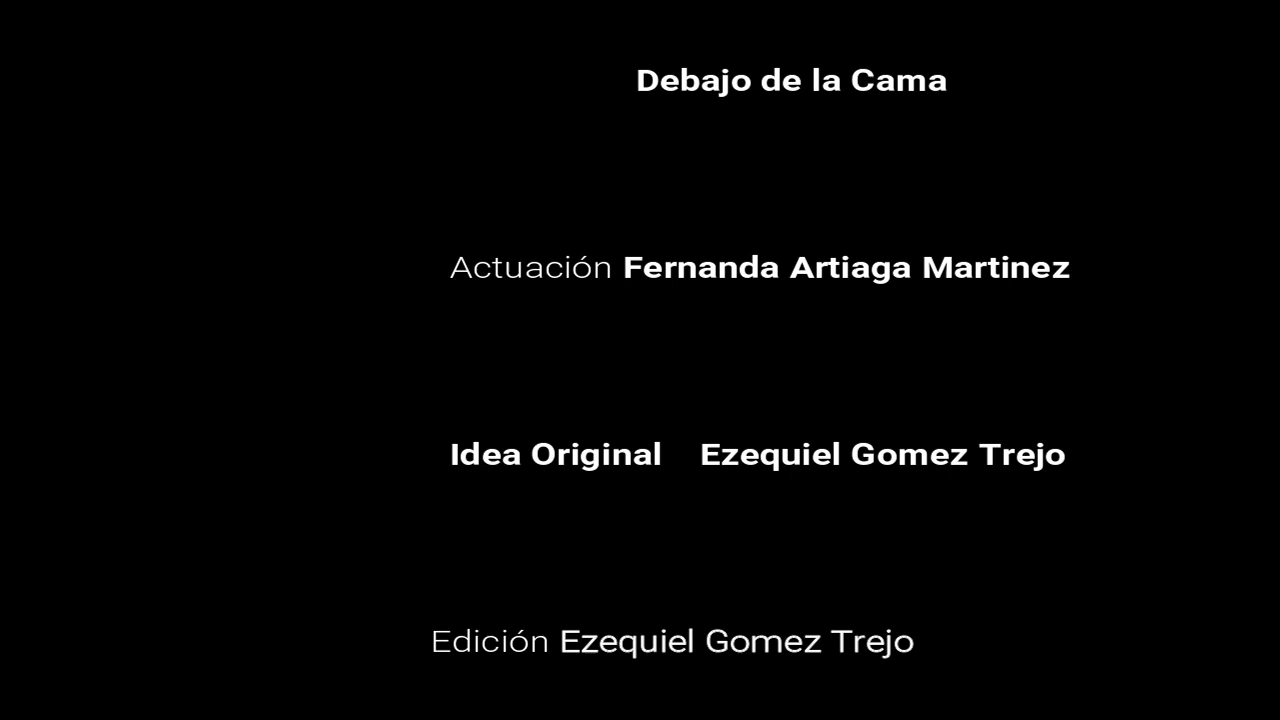 Debajo de la Cama
Actuación Fernanda Artiaga Martinez
Idea Original Ezequiel Gomez Trejo
Edición Ezequiel Gomez Trejo